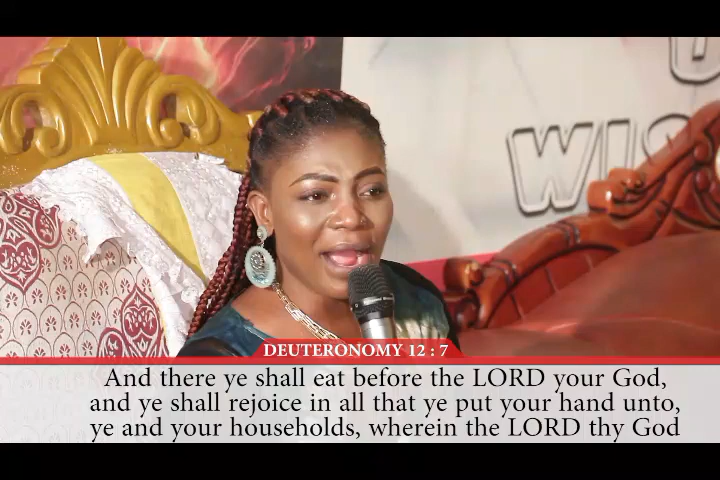 WIS
DEUTERONOMY 12 : 7
And there ye shall eat before the LORD your God,
and ye shall rejoice in all that ye put your hand unto,
ye and your households, wherein the LORD thy God